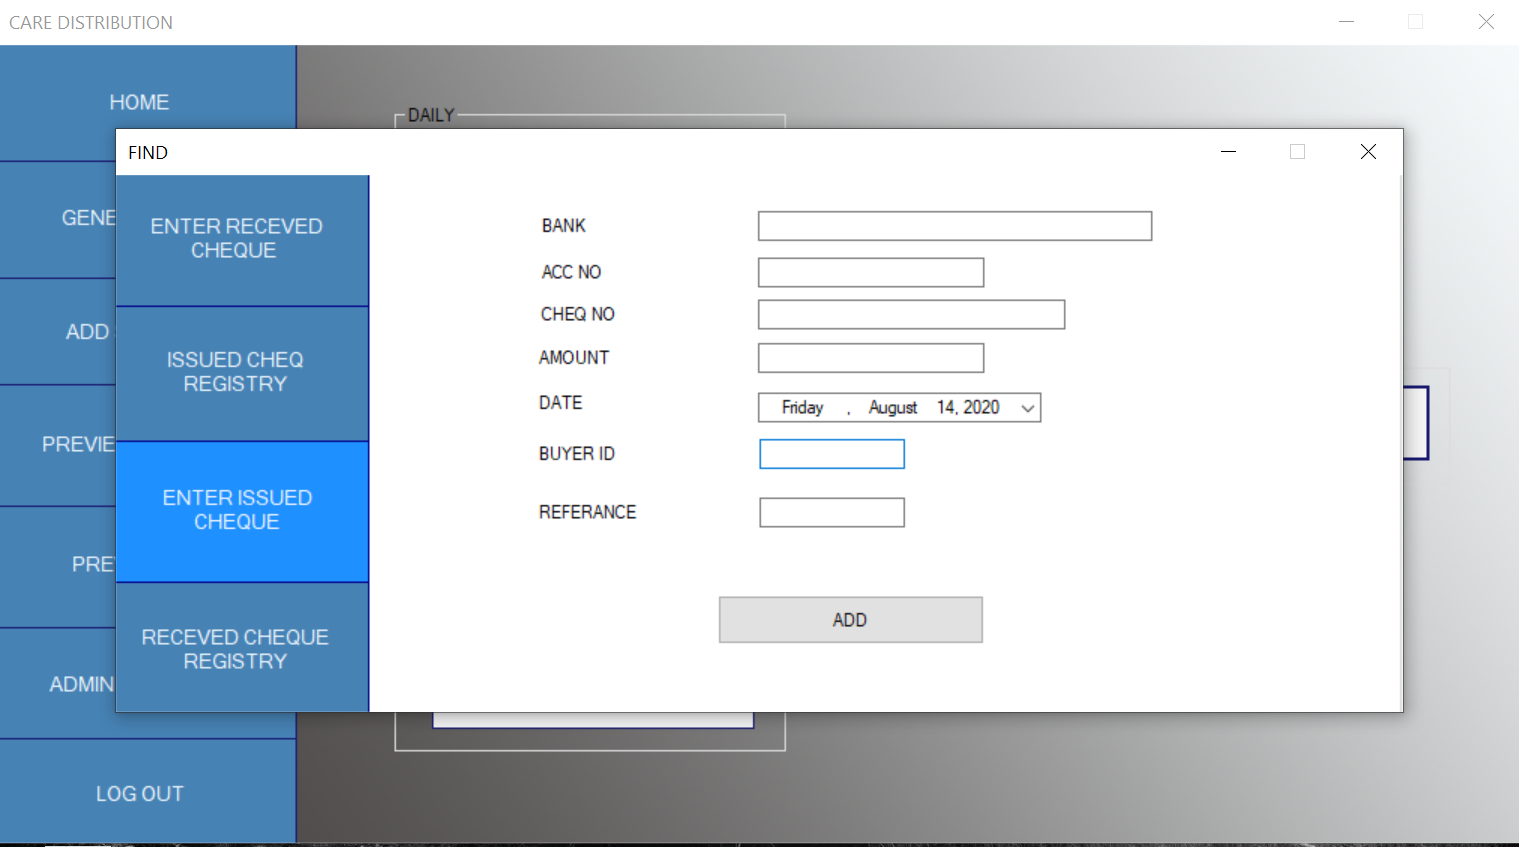 CARE DISTRIBUTION
HOME
GENE
ADD
PREVIE
PRE
ADMIN
LOG OUT
DAILY
FIND
ENTER RECEVED
CHEQUE
ISSUED CHEQ
REGISTRY
ENTER ISSUED
CHEQUE
RECEVED CHEQUE
REGISTRY
BANK
ACC NO
CHEQ NO
AMOUNT
DATE
Friday , August 14, 2020
BUYER ID
REFERANCE
ADD